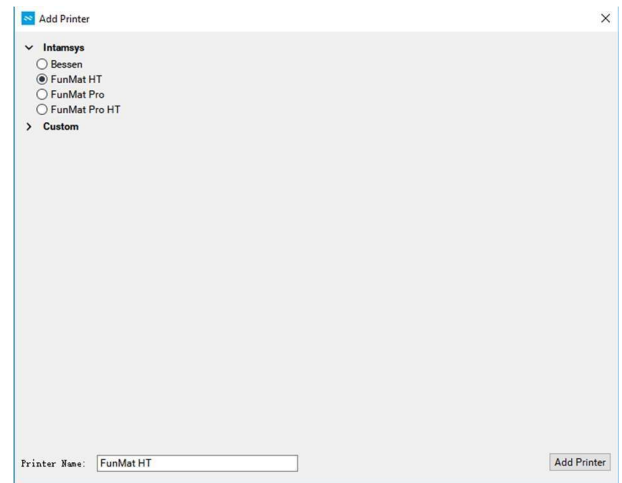 Add Printer
Intamsys
Bessen
FunMat HT
FunMat Pro
FunMat Pro HT
Custom
Printer Name: FunMat HT Add Printer